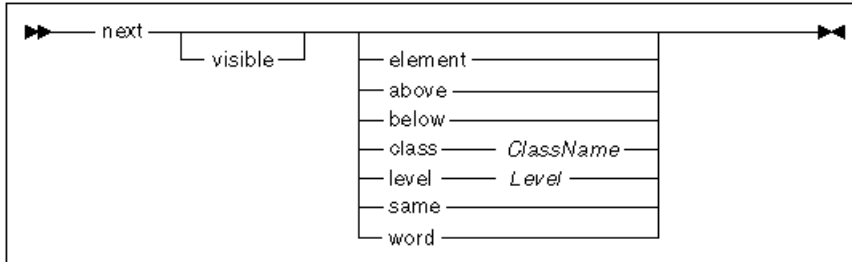 next
visible
element
above
below
class ClassName
level Level
same
word